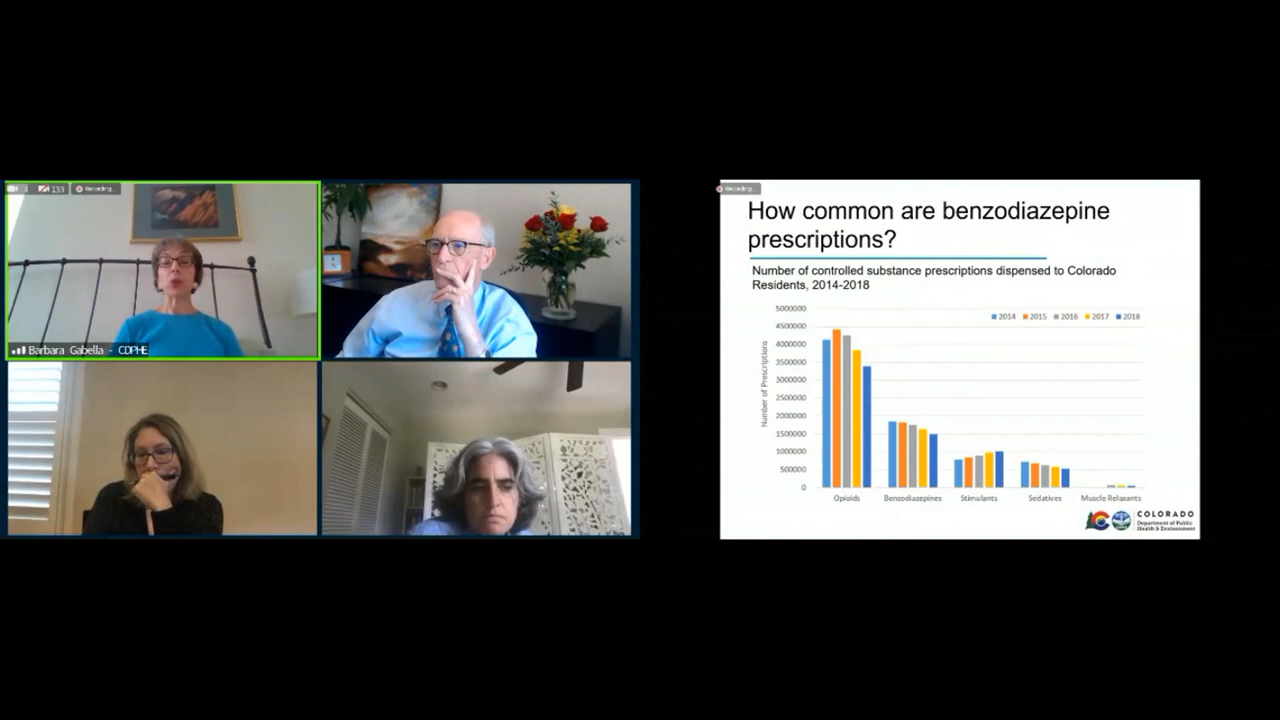 139
Recording...
Barbara Gabella - CDPHE
Recording...
How common are benzodiazepine
prescriptions?
Number of controlled substance prescriptions dispensed to Colorado
Residents, 2014-2018
2014 2015 2016 2017 2018
Number of Prescriptions
5000000
4500000
4000000
3500000
3000000
2500000
2000000
1500000
1000000
500000
0
Opioids Benzodiazepines Stimulants Sedatives Muscle Relaxants
COLORADO
Department of Public
Health & Environment